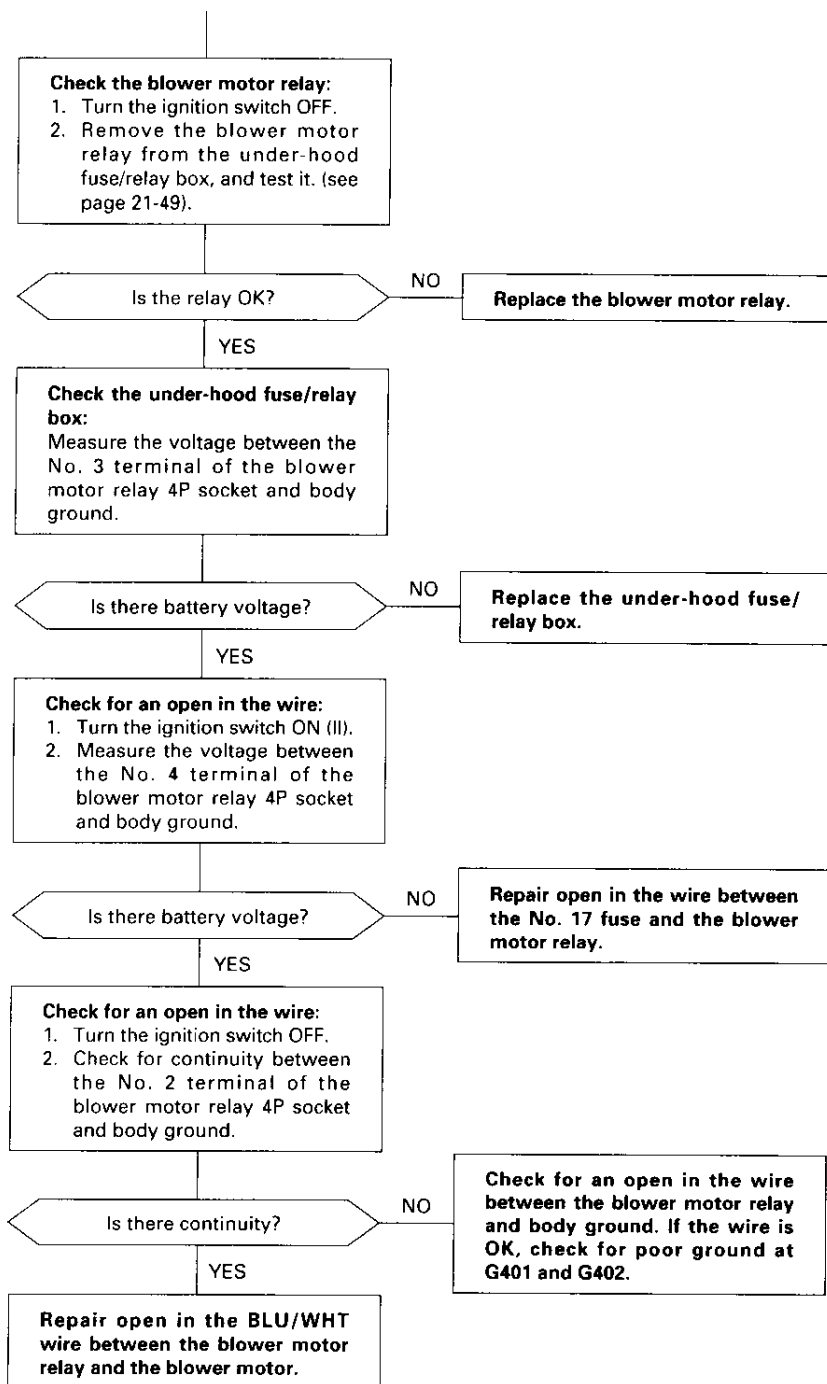 Check the blower motor relay:
1. Turn the ignition switch OFF.
2. Remove the blower motor
relay from the under-hood
fuse/relay box, and test it. (see
page 21-49).
Is the relay OK?
NO
Replace the blower motor relay.
YES
Check the under-hood fuse/relay
box:
Measure the voltage between the
No. 3 terminal of the blower
motor relay 4P socket and body
ground.
Is there battery voltage?
NO
Replace the under-hood fuse/
relay box.
YES
Check for an open in the wire:
1. Turn the ignition switch ON (II).
2. Measure the voltage between
the No. 4 terminal of the
blower motor relay 4P socket
and body ground.
Is there battery voltage?
NO
Repair open in the wire between
the No. 17 fuse and the blower
motor relay.
YES
Check for an open in the wire:
1. Turn the ignition switch OFF.
2. Check for continuity between
the No. 2 terminal of the
blower motor relay 4P socket
and body ground.
Is there continuity?
NO
Check for an open in the wire
between the blower motor relay
and body ground. If the wire is
OK, check for poor ground at
G401 and G402.
YES
Repair open in the BLU/WHT
wire between the blower motor
relay and the blower motor.